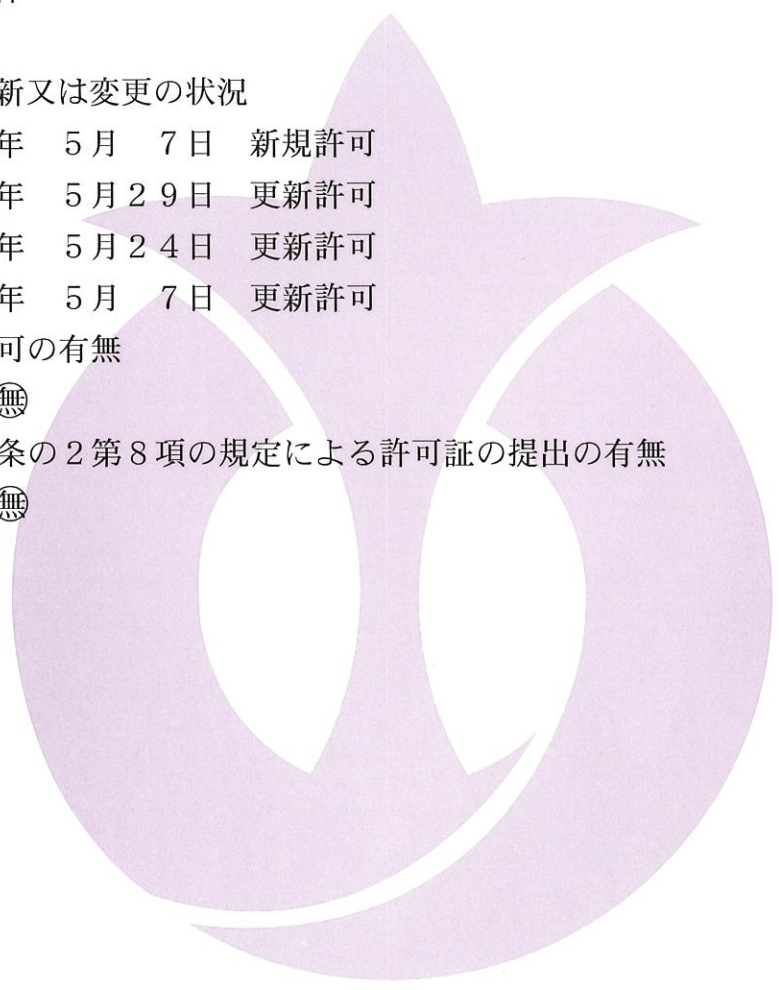 新又は変更の状況
年　５月　７日　新規許可
年　５月２９日　更新許可
年　５月２４日　更新許可
年　５月　７日　更新許可
可の有無
無
条の２第８項の規定による許可証の提出の有無
無